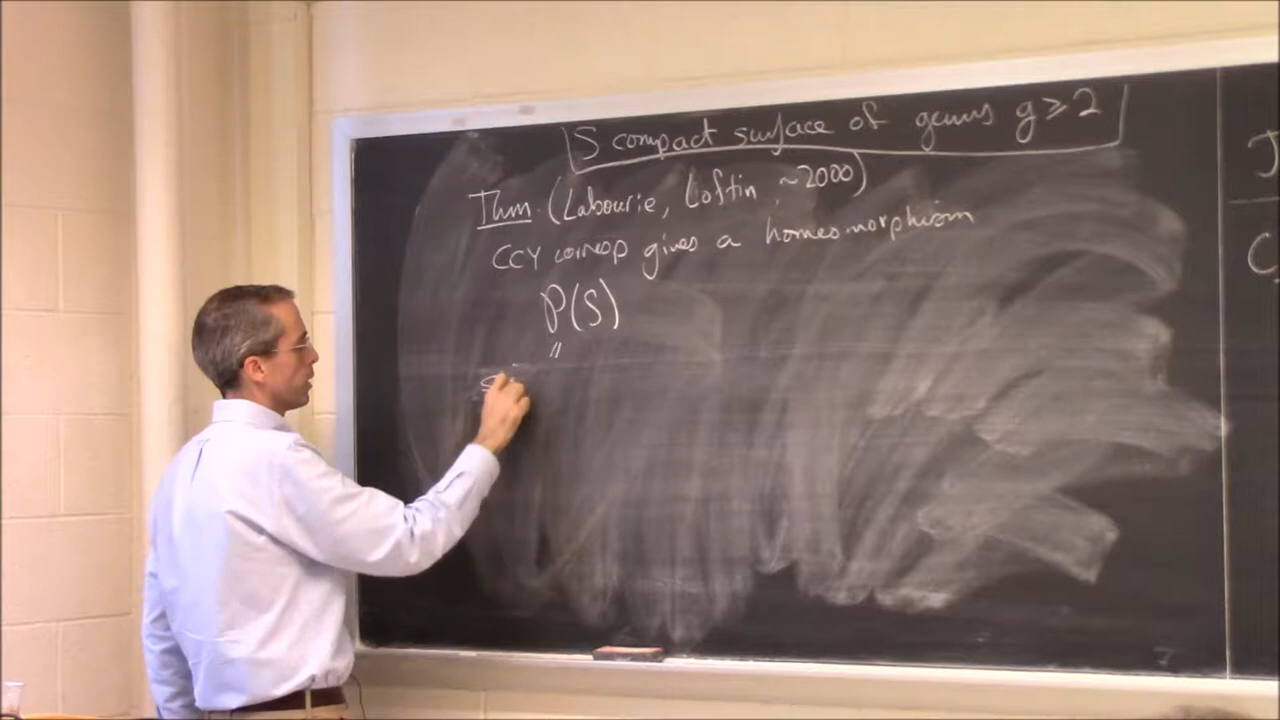 S compact surface of genus g ≥ 2
Thm (Labourie, Loftin, ~2000)
CCY corresp gives a homeomorphism
P(S)
"
J
C